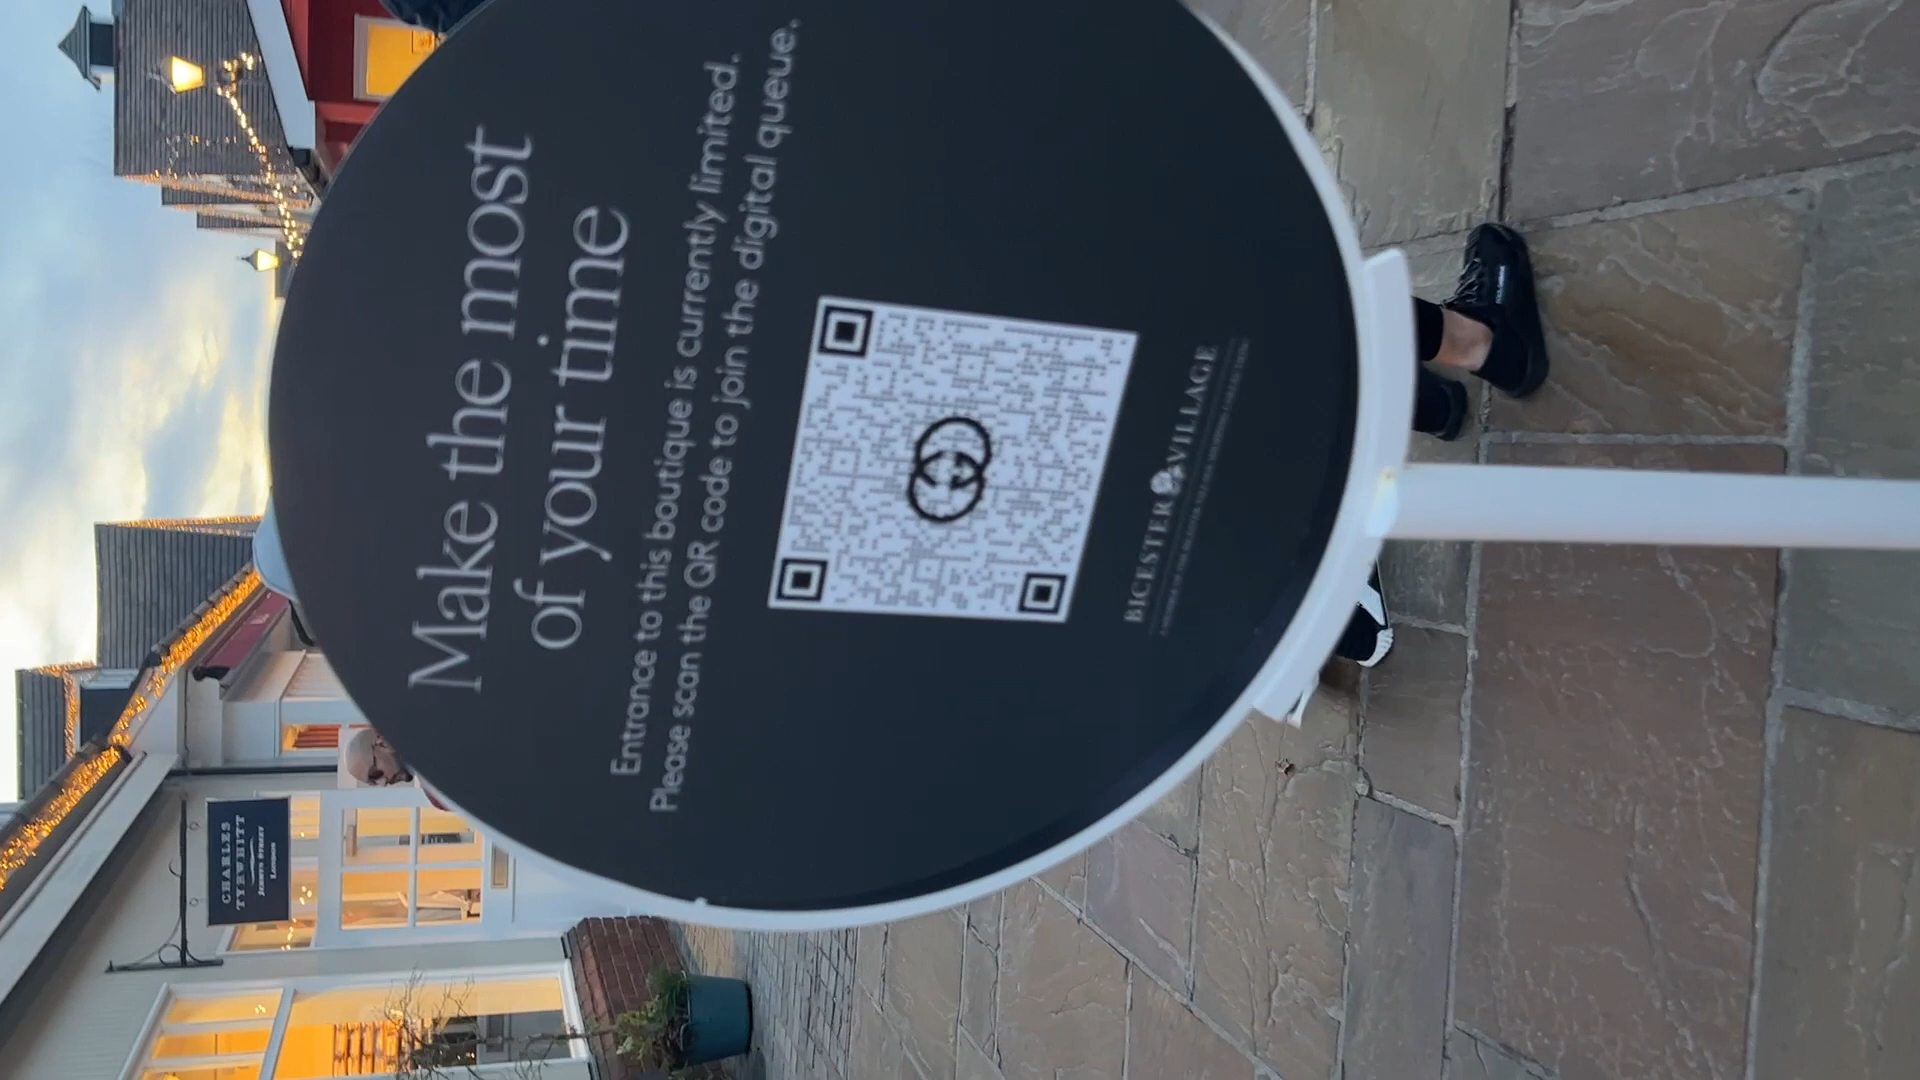 Make the most
of your time
Entrance to this boutique is currently limited.
Please scan the QR code to join the digital queue.
BICESTER VILLAGE
CHARLES
TYRWHITT
JERMYN STREET
LONDON